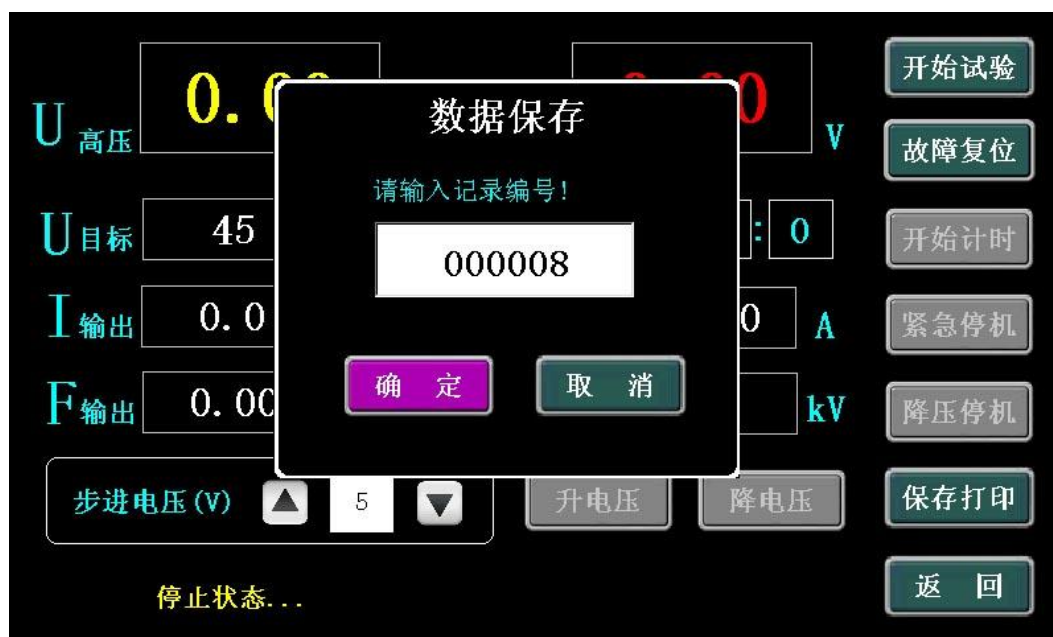 U高压
V
开始试验
故障复位
数据保存
请输入记录编号!
000008
确 定
取 消
U目标
45
: 0
开始计时
I输出
0.0
0
A
紧急停机
F输出
0.00
kV
降压停机
步进电压(V)
5
升电压
降电压
保存打印
停止状态...
返 回